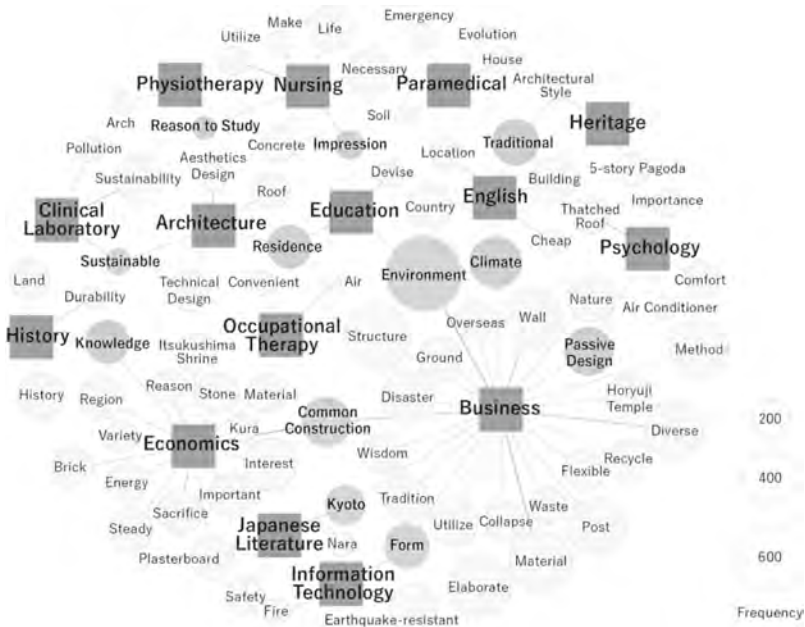 Emergency
Make
Life
Utilize
Evolution
House
Necessary
Physiotherapy
Nursing
Paramedical
Architectural
Style
Soil
Heritage
Arch
Reason to Study
Concrete
Impression
Traditional
Pollution
Aesthetics
Design
Location
Devise
Building
5-story Pagoda
Sustainability
Roof
English
Importance
Clinical
Laboratory
Architecture
Education
Country
Thatched
Roof
Residence
Cheap
Psychology
Sustainable
Environment
Climate
Land
Technical
Design
Convenient
Air
Comfort
Durability
Nature
Air Conditioner
Overseas
Wall
History
Knowledge
Itsukushima
Shrine
Occupational
Therapy
Structure
Passive
Design
Method
Ground
History
Region
Reason
Stone
Material
Disaster
Business
Horyuji
Temple
Common
Construction
200
Variety
Economics
Kura
Diverse
Brick
Interest
Wisdom
Recycle
Flexible
Energy
400
Important
Sacrifice
Kyoto
Tradition
Waste
Steady
Japanese
Literature
Utilize
Collapse
Post
Plasterboard
Nara
Form
Material
600
Information
Technology
Elaborate
Safety
Fire
Earthquake-resistant
Frequency